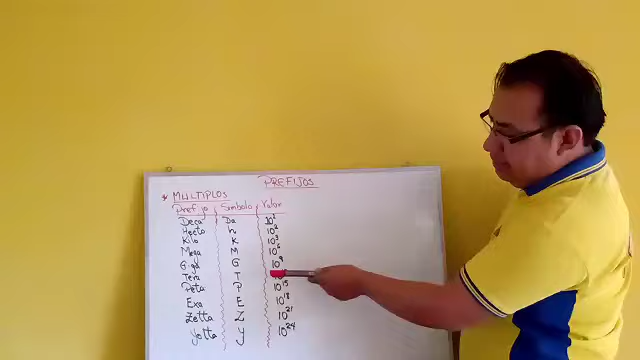 PREFIJOS
* MULTIPLOS
Prefijo Simbolo Valor
Deca Da 10¹
Hecto h 10²
Kilo K 10³
Mega M 10⁶
Giga G 10⁹
Tera T
Peta P 10¹⁵
Exa E 10¹⁸
Zetta Z 10²¹
Yotta Y 10²⁴